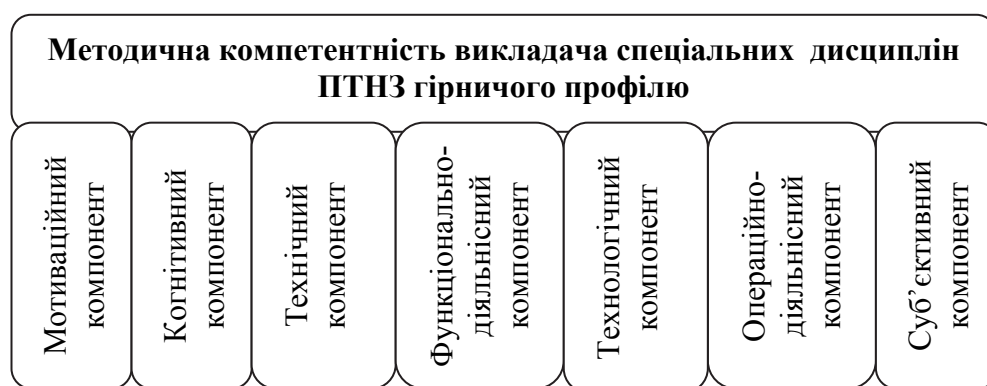 Методична компетентність викладача спеціальних дисциплін
ПТНЗ гірничого профілю
Мотиваційний
компонент
Когнітивний
компонент
Технічний
компонент
Функціонально-
діяльнісний
компонент
Технологічний
компонент
Операційно-
діяльнісний
компонент
Суб’єктивний
компонент